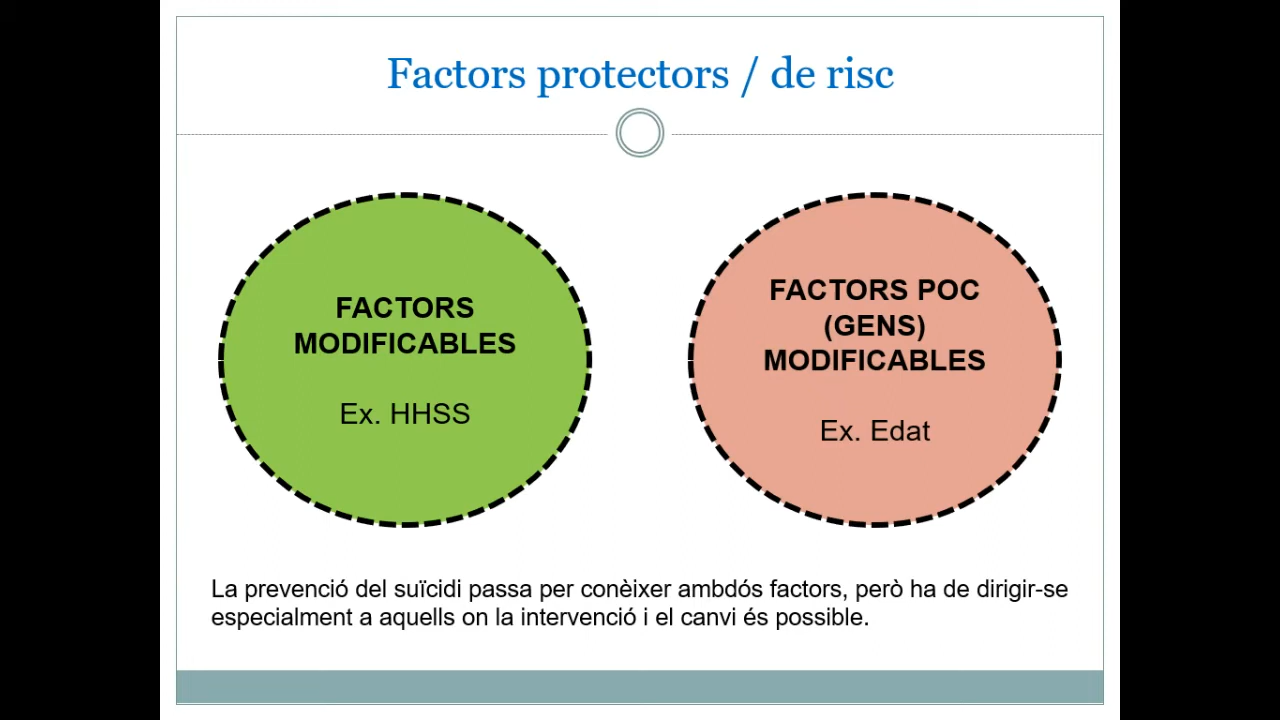 Factors protectors / de risc
FACTORS
MODIFICABLES
Ex. HHSS
FACTORS POC
(GENS)
MODIFICABLES
Ex. Edat
La prevenció del suïcidi passa per conèixer ambdós factors, però ha de dirigir-se
especialment a aquells on la intervenció i el canvi és possible.